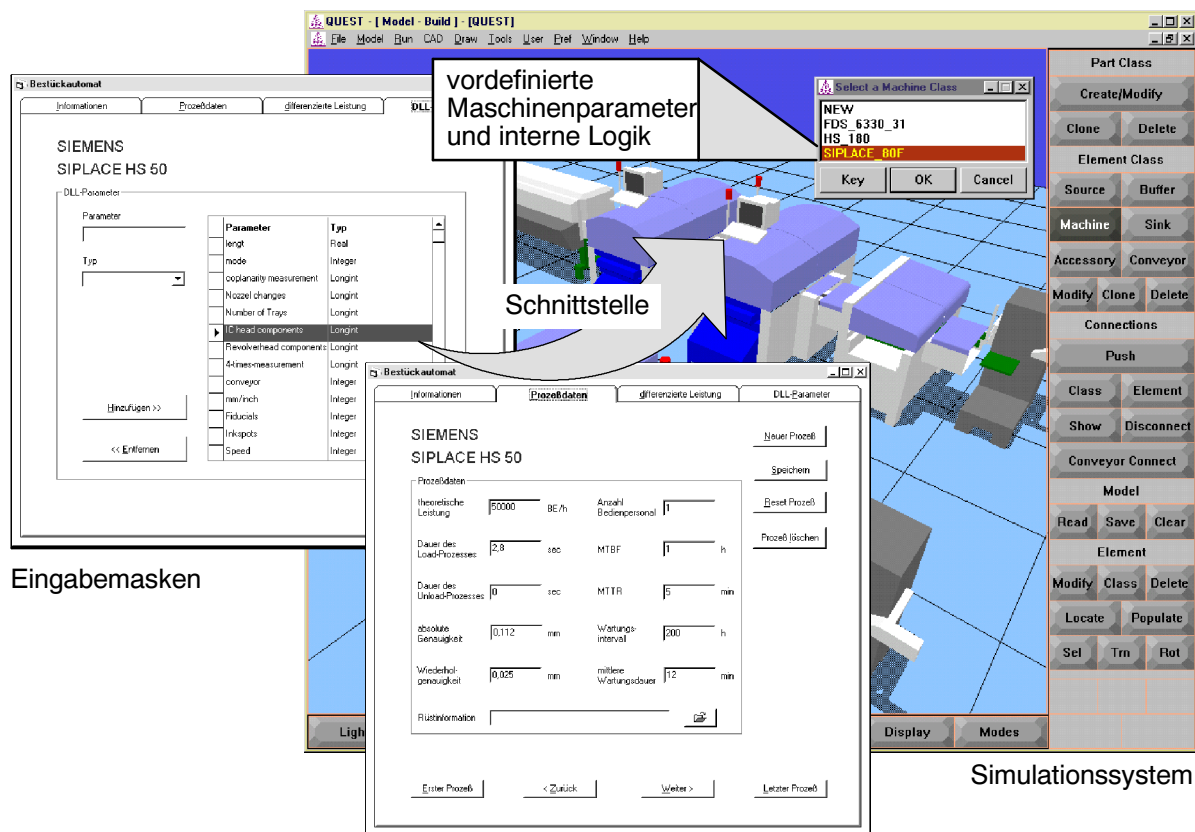 QUEST - [ Model - Build ] - [QUEST]
File Model Run CAD Draw Tools User Pref Window Help
Part Class
Create/Modify
Clone Delete
Element Class
Source Buffer
Machine Sink
Accessory Conveyor
Modify Clone Delete
Connections
Push
Class Element
Show Disconnect
Conveyor Connect
Model
Read Save Clear
Element
Modify Class Delete
Locate Populate
Sel Trn Rot
Display Modes
vordefinierte
Maschinenparameter
und interne Logik
Select a Machine Class
NEW
FDS_6330_31
HS_180
SIPLACE_80F
Key OK Cancel
Schnittstelle
Bestückautomat
Informationen Prozeßdaten differenzierte Leistung
SIEMENS
SIPLACE HS 50
DLL-Parameter
Parameter
Typ
Hinzufügen >>
<< Entfernen
Parameter Typ
lengt Real
mode Integer
coplanarity measurement Longint
Nozzel changes Longint
Number of Trays Longint
IC head components Longint
Revolverhead components Longint
4-times-measurement Longint
conveyor Integer
mm/inch Integer
Fiducials Integer
Inkspots Integer
Speed Integer
Eingabemasken
Bestückautomat
Informationen Prozeßdaten differenzierte Leistung DLL-Parameter
SIEMENS
SIPLACE HS 50
Prozeßdaten
theoretische
Leistung 50000 BE/h
Anzahl
Bedienpersonal 1
Dauer des
Load-Prozesses 2,8 sec
MTBF 1 h
Dauer des
Unload-Prozesses 0 sec
MTTR 5 min
absolute
Genauigkeit 0,112 mm
Wartungs-
intervall 200 h
Wiederhol-
genauigkeit 0,025 mm
mittlere
Wartungsdauer 12 min
Rüstinformation
Neuer Prozeß
Speichern
Reset Prozeß
Prozeß löschen
Erster Prozeß < Zurück Weiter > Letzter Prozeß
Simulationssystem